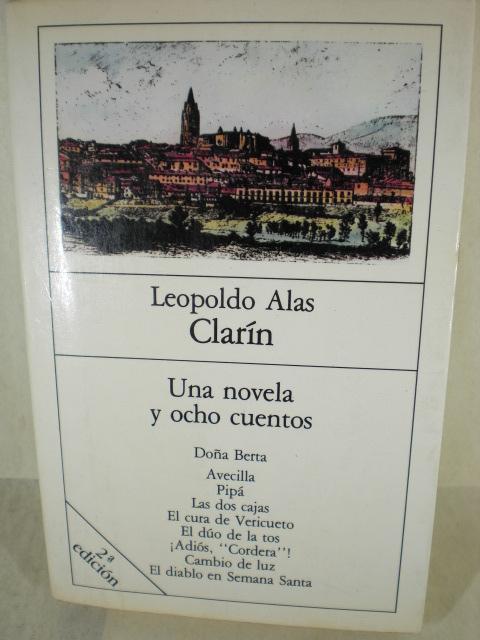 Leopoldo Alas
Clarín
Una novela
y ocho cuentos
Doña Berta
Avecilla
Pipá
Las dos cajas
El cura de Vericueto
El dúo de la tos
¡Adiós, "Cordera"!
Cambio de luz
El diablo en Semana Santa
2ª
edición